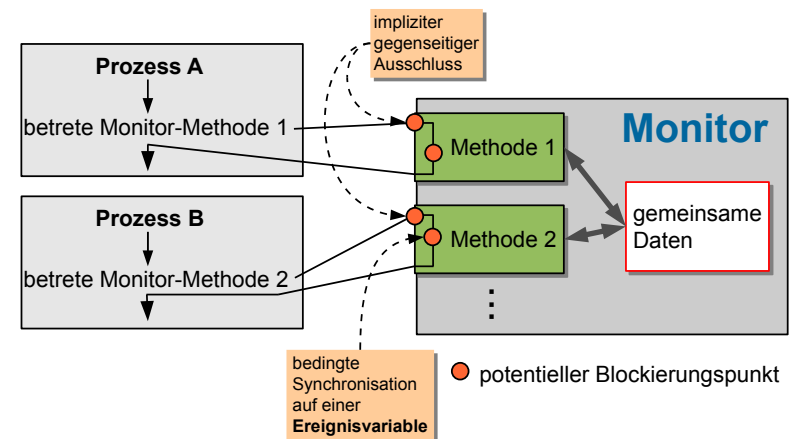 impliziter
gegenseitiger
Ausschluss
Prozess A
betrete Monitor-Methode 1
Prozess B
betrete Monitor-Methode 2
Monitor
Methode 1
Methode 2
⋮
gemeinsame
Daten
bedingte
Synchronisation
auf einer
Ereignisvariable
potentieller Blockierungspunkt